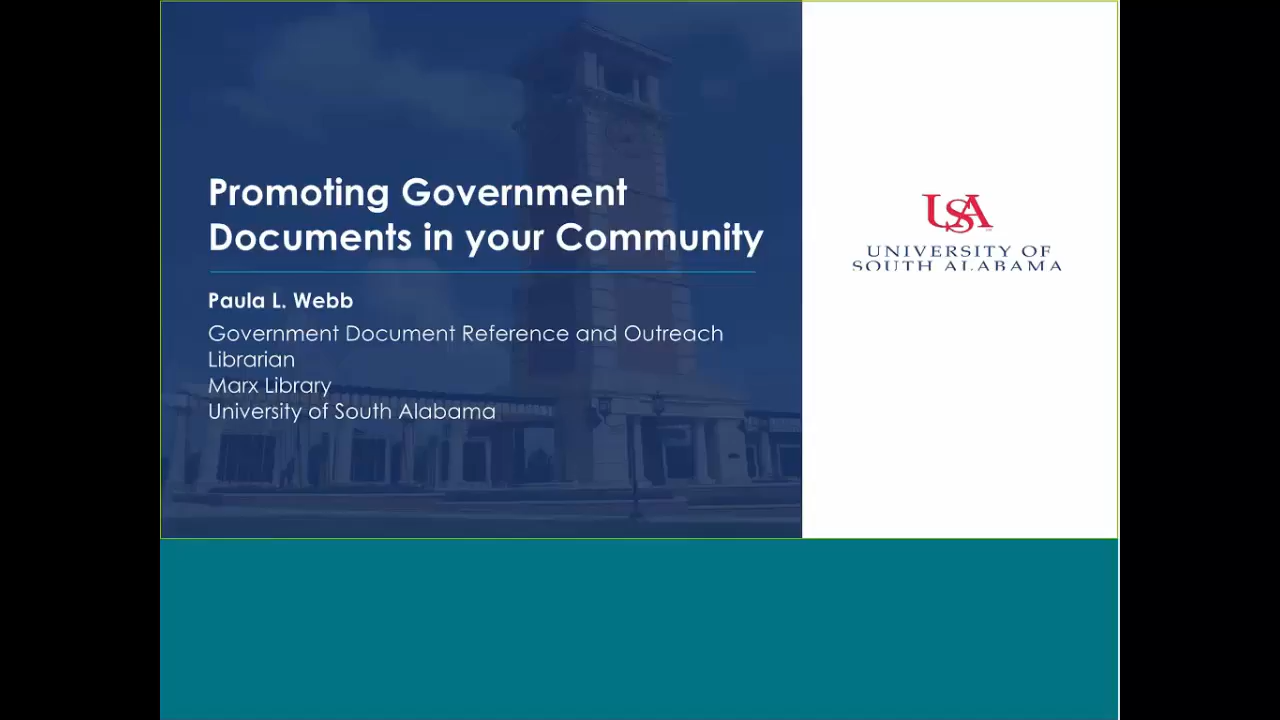 Promoting Government
Documents in your Community
Paula L. Webb
Government Document Reference and Outreach
Librarian
Marx Library
University of South Alabama
USA
UNIVERSITY OF
SOUTH ALABAMA